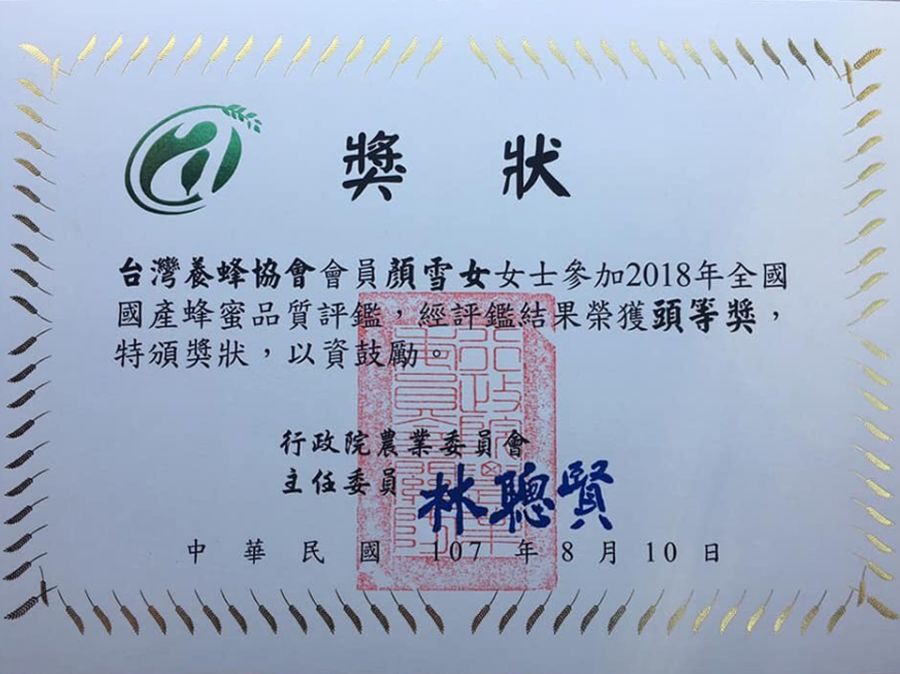 獎狀
台灣養蜂協會會員顏雪女女士參加2018年全國
國產蜂蜜品質評鑑，經評鑑結果榮獲頭等獎，
特頒獎狀，以資鼓勵。
行政院農業委員會
主任委員 林聰賢
中華民國 107 年 8 月 10 日